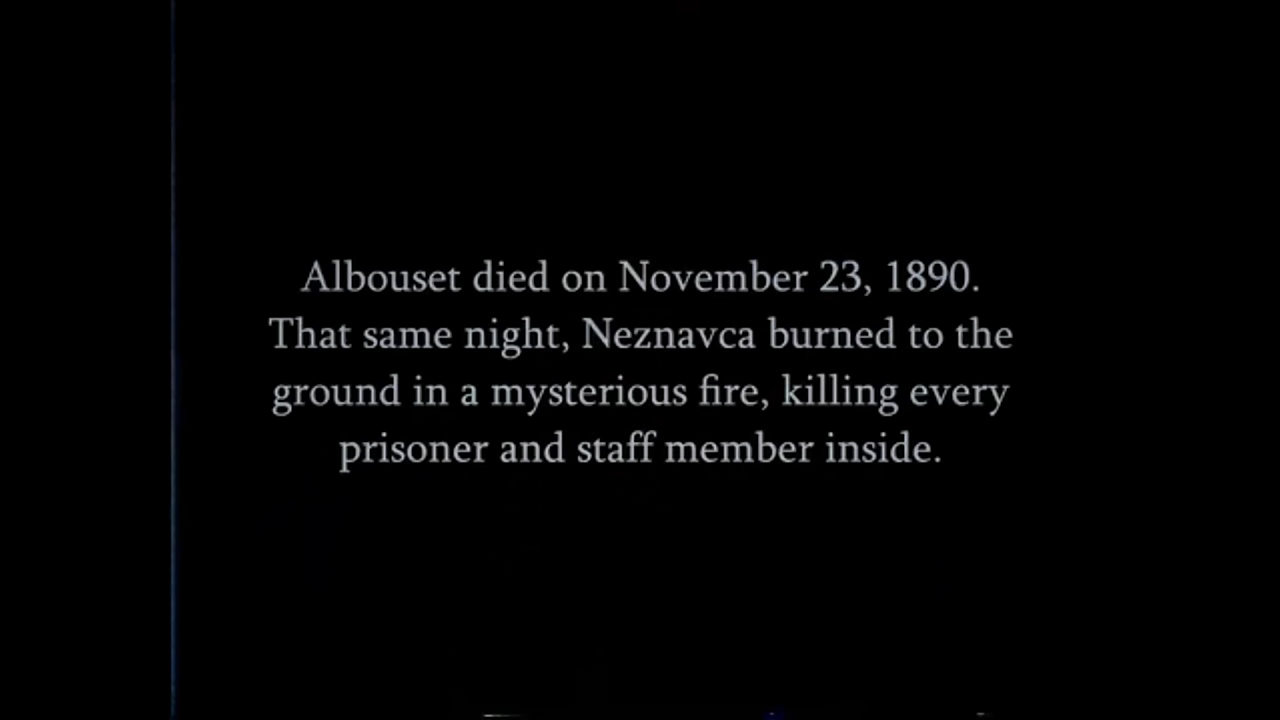 Albouset died on November 23, 1890.
That same night, Neznavca burned to the
ground in a mysterious fire, killing every
prisoner and staff member inside.